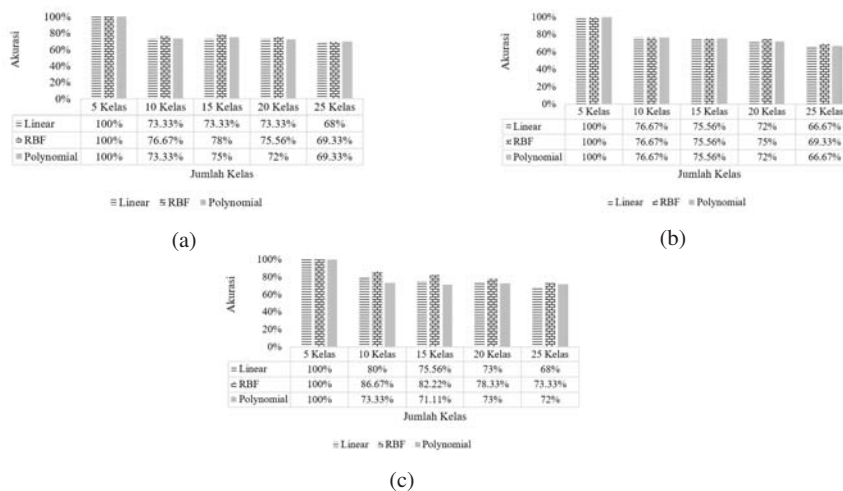 Akurasi
100%
80%
60%
40%
20%
0%
5 Kelas 10 Kelas 15 Kelas 20 Kelas 25 Kelas
Linear 100% 73.33% 73.33% 73.33% 68%
RBF 100% 76.67% 78% 75.56% 69.33%
Polynomial 100% 73.33% 75% 72% 69.33%
Jumlah Kelas
Linear RBF Polynomial
(a)
Akurasi
100%
80%
60%
40%
20%
0%
5 Kelas 10 Kelas 15 Kelas 20 Kelas 25 Kelas
Linear 100% 76.67% 75.56% 72% 66.67%
RBF 100% 76.67% 75.56% 75% 69.33%
Polynomial 100% 76.67% 75.56% 72% 66.67%
Jumlah Kelas
Linear RBF Polynomial
(b)
Akurasi
100%
80%
60%
40%
20%
0%
5 Kelas 10 Kelas 15 Kelas 20 Kelas 25 Kelas
Linear 100% 80% 75.56% 73% 68%
RBF 100% 86.67% 82.22% 78.33% 73.33%
Polynomial 100% 73.33% 71.11% 73% 72%
Jumlah Kelas
Linear RBF Polynomial
(c)